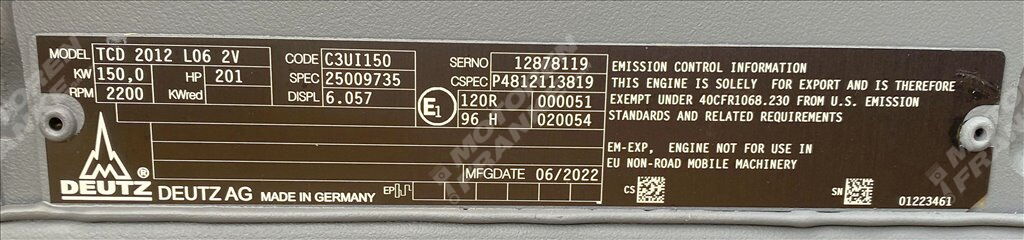 MODEL TCD 2012 L06 2V CODE C3UI150 SERNO 12878119
KW 150,0 HP 201 SPEC 25009735 CSPEC P4812113819
RPM 2200 KWred DISPL 6.057 E1 120R 000051
96 H 020054
MFGDATE 06/2022
DEUTZ ® DEUTZ AG MADE IN GERMANY EP
EMISSION CONTROL INFORMATION
THIS ENGINE IS SOLELY FOR EXPORT AND IS THEREFORE
EXEMPT UNDER 40CFR1068.230 FROM U.S. EMISSION
STANDARDS AND RELATED REQUIREMENTS
EM-EXP, ENGINE NOT FOR USE IN
EU NON-ROAD MOBILE MACHINERY
CS SN
01223461